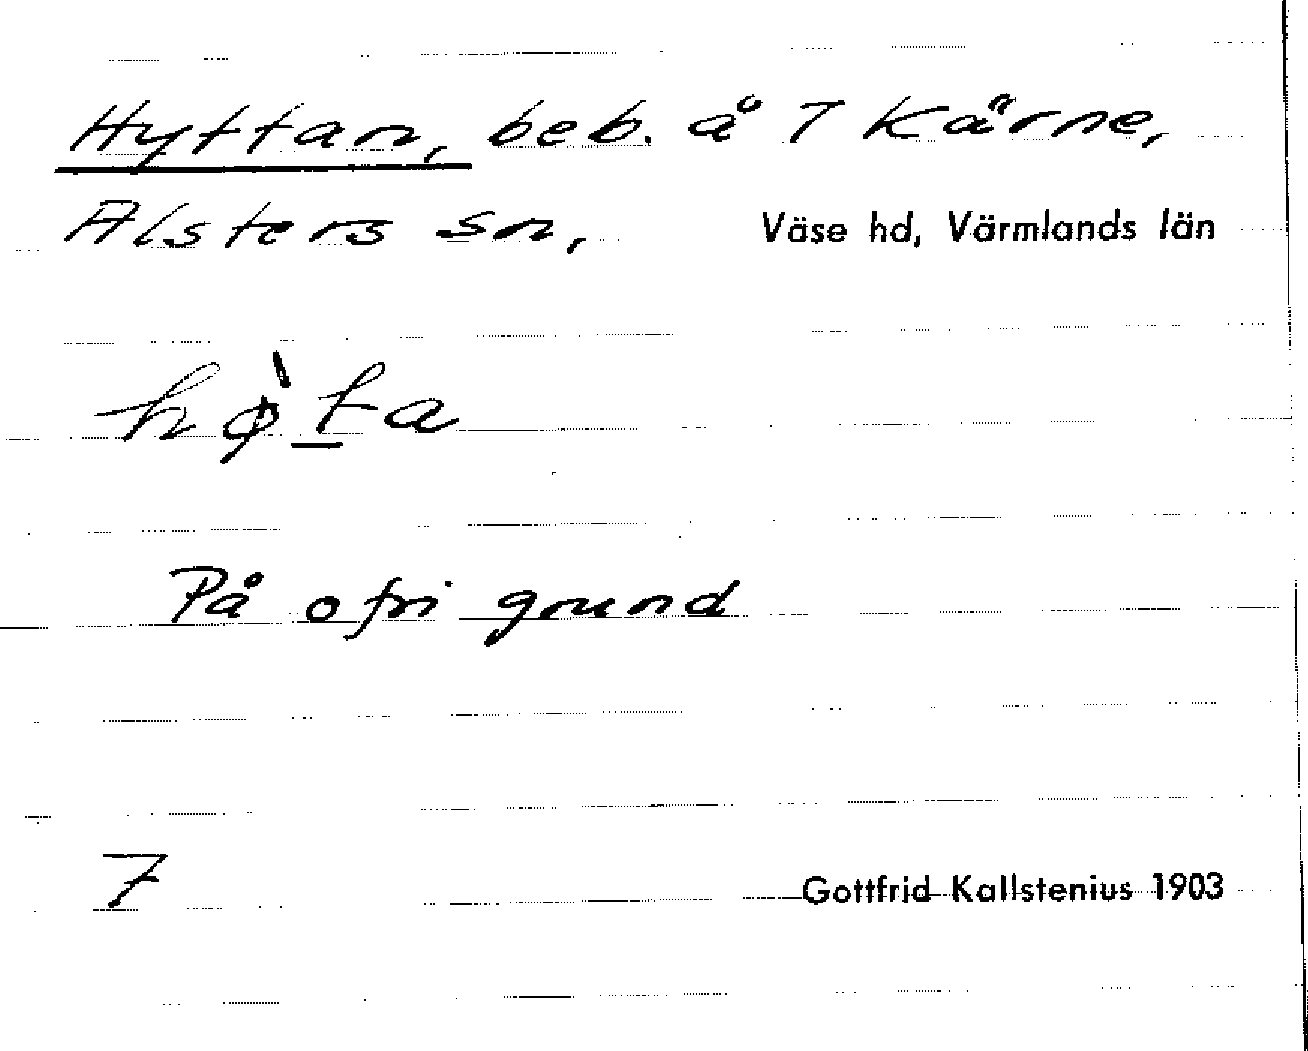 Hyttan, beb. å 7 Kärne,
Alsters sn, Väse hd, Värmlands län
hø̀ta
På ofri grund
7 Gottfrid Kallstenius 1903